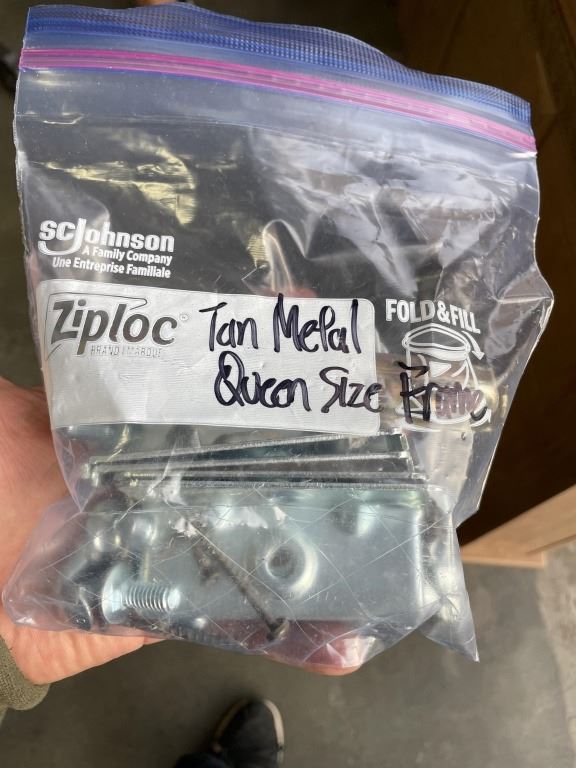 SCJohnson
A Family Company
Une Entreprise Familiale
Ziploc®
BRAND | MARQUE
Tan Metal
Queen Size Frame
FOLD & FILL